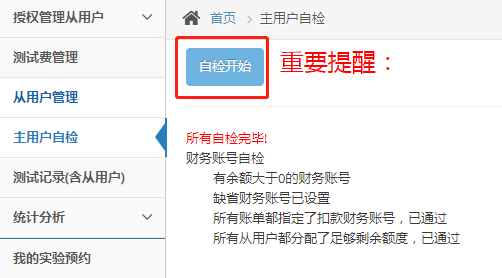 授权管理从用户
测试费管理
从用户管理
主用户自检
测试记录(含从用户)
统计分析
我的实验预约
首页 > 主用户自检
自检开始
重要提醒：
所有自检完毕!
财务账号自检
有余额大于0的财务账号
缺省财务账号已设置
所有账单都指定了扣款财务账号，已通过
所有从用户都分配了足够剩余额度，已通过